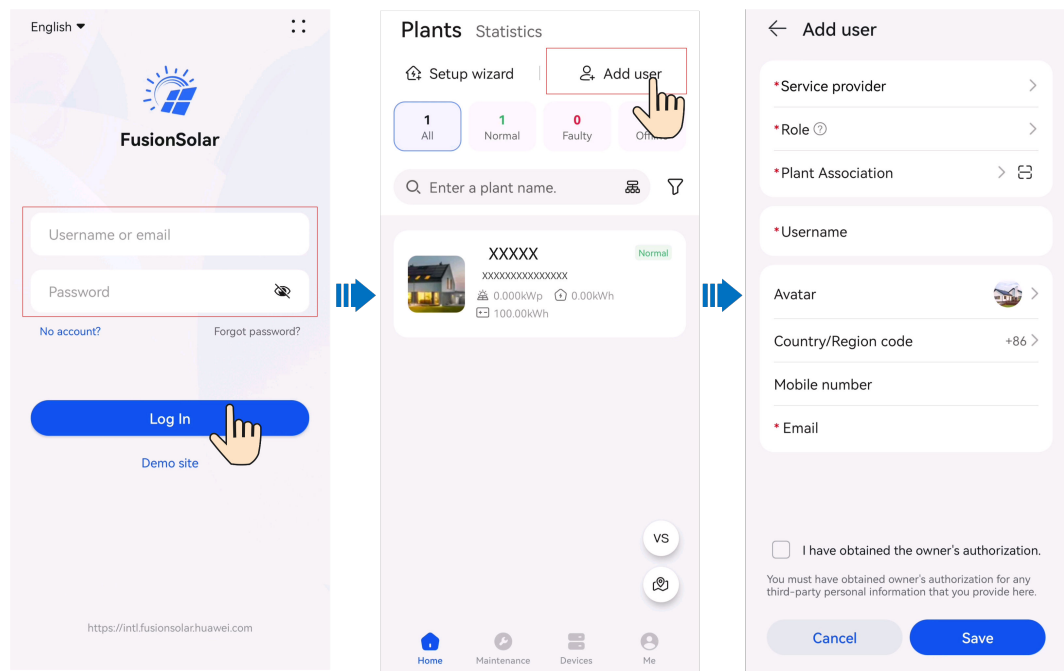 English
FusionSolar
Username or email
Password
No account? Forgot password?
Log In
Demo site
https://intl.fusionsolar.huawei.com
Plants Statistics
Setup wizard Add user
1 1 0
All Normal Faulty
Enter a plant name.
XXXXX Normal
XXXXXXXXXXXXXXX
0.000kWp 0.00kWh
100.00kWh
VS
Home Maintenance Devices Me
Add user
*Service provider
*Role ?
*Plant Association
*Username
Avatar
Country/Region code +86
Mobile number
* Email
I have obtained the owner's authorization.
You must have obtained owner's authorization for any
third-party personal information that you provide here.
Cancel Save